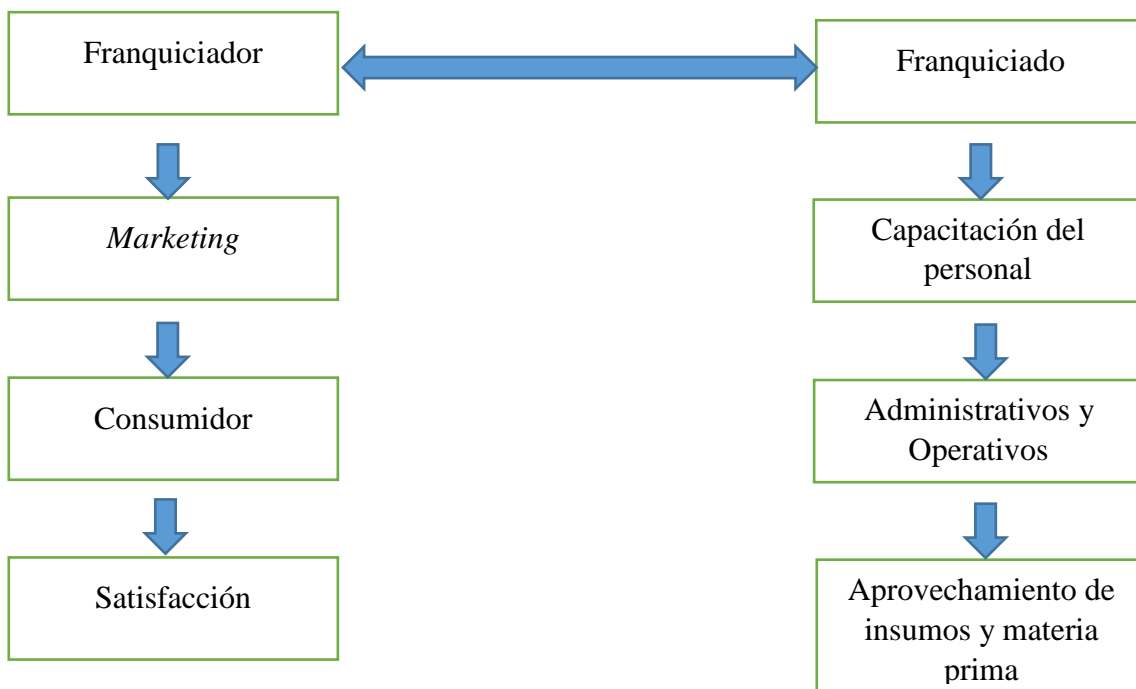 Franquiciador
Franquiciado
Marketing
Capacitación del
personal
Consumidor
Administrativos y
Operativos
Satisfacción
Aprovechamiento de
insumos y materia
prima